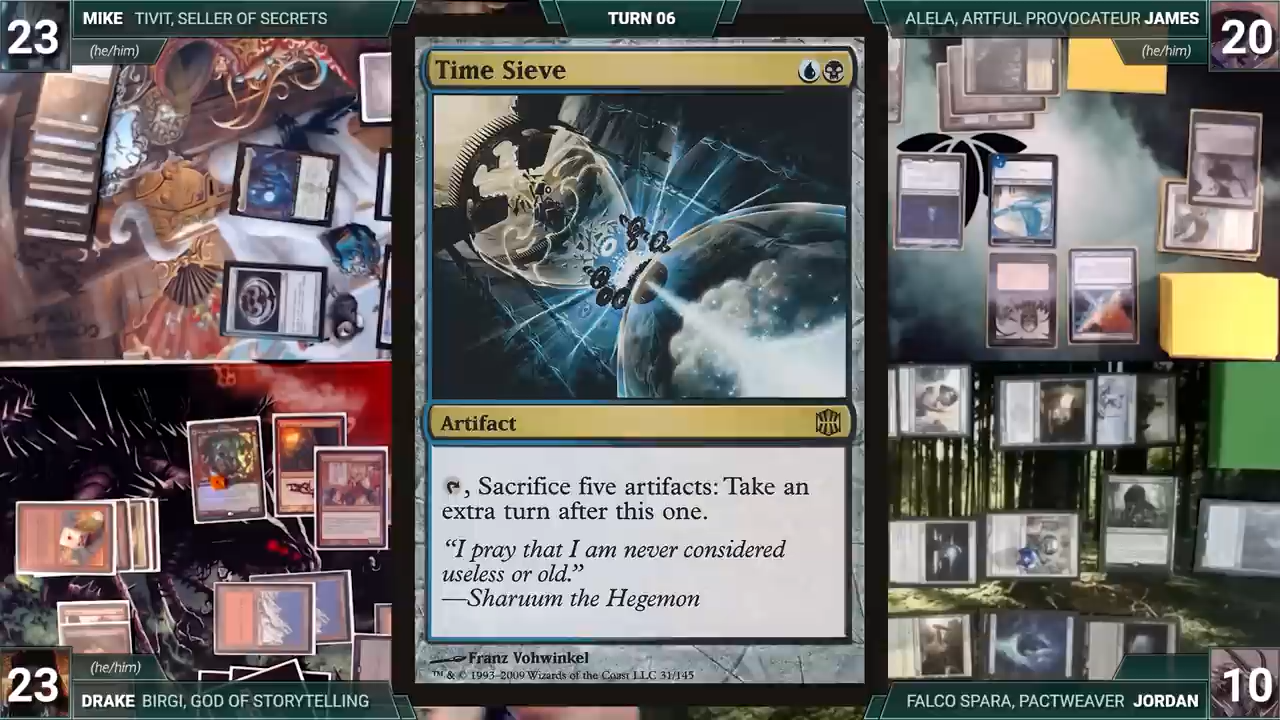 23
MIKE TIVIT, SELLER OF SECRETS
(he/him)
TURN 06
ALELA, ARTFUL PROVOCATEUR JAMES
(he/him)
20
Time Sieve
Artifact
, Sacrifice five artifacts: Take an
extra turn after this one.
“I pray that I am never considered
useless or old.”
—Sharuum the Hegemon
Franz Vohwinkel
™ & © 1993–2009 Wizards of the Coast LLC 31/145
23
(he/him)
DRAKE BIRGI, GOD OF STORYTELLING
FALCO SPARA, PACTWEAVER JORDAN
10